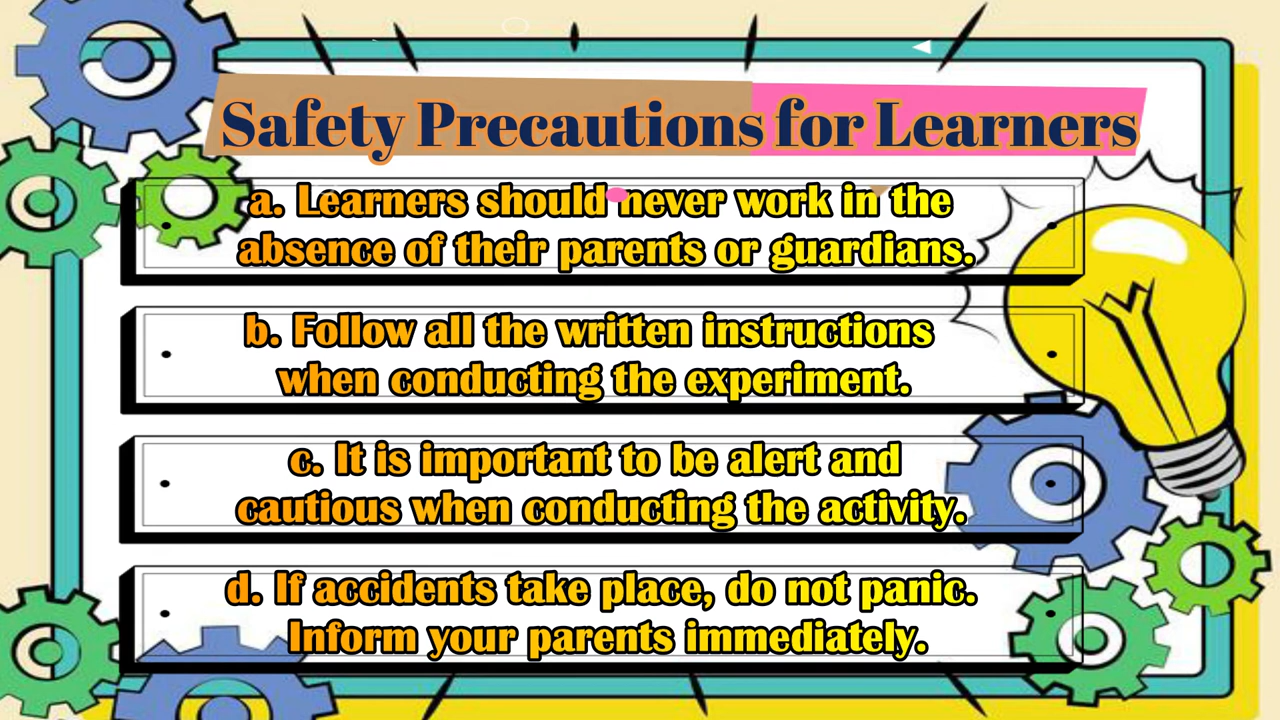 Safety Precautions for Learners
a. Learners should never work in the
absence of their parents or guardians.
b. Follow all the written instructions
when conducting the experiment.
c. It is important to be alert and
cautious when conducting the activity.
d. If accidents take place, do not panic.
Inform your parents immediately.